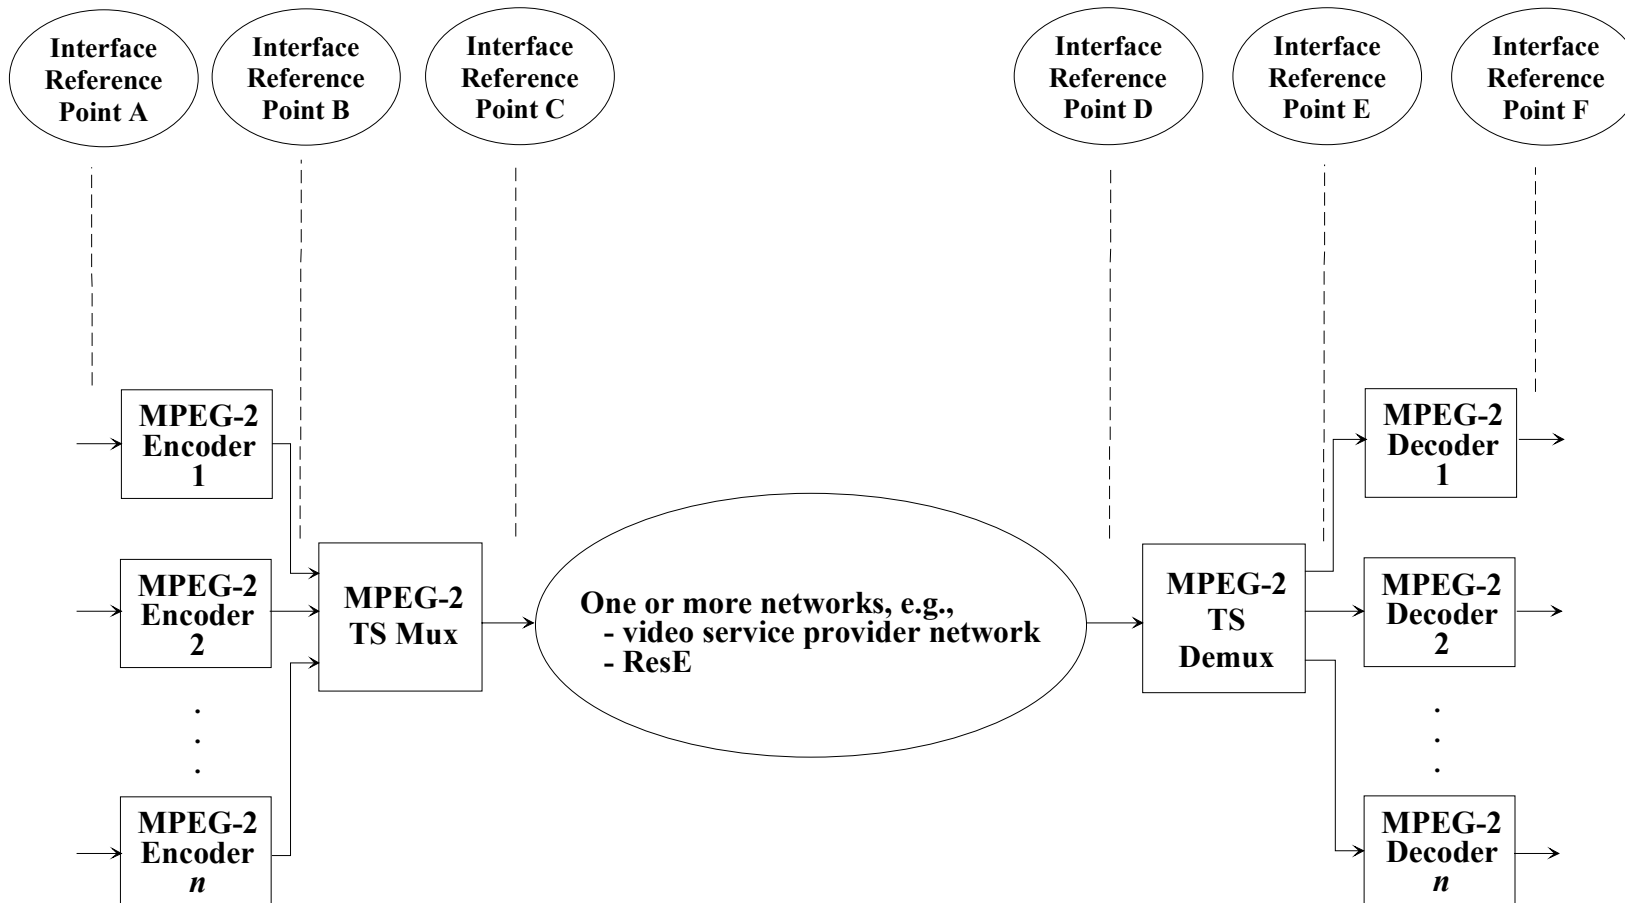 Interface
Reference
Point A
Interface
Reference
Point B
Interface
Reference
Point C
Interface
Reference
Point D
Interface
Reference
Point E
Interface
Reference
Point F
MPEG-2
Encoder
1
MPEG-2
Encoder
2
.
.
.
MPEG-2
Encoder
n
MPEG-2
TS Mux
One or more networks, e.g.,
- video service provider network
- ResE
MPEG-2
TS
Demux
MPEG-2
Decoder
1
MPEG-2
Decoder
2
.
.
.
MPEG-2
Decoder
n